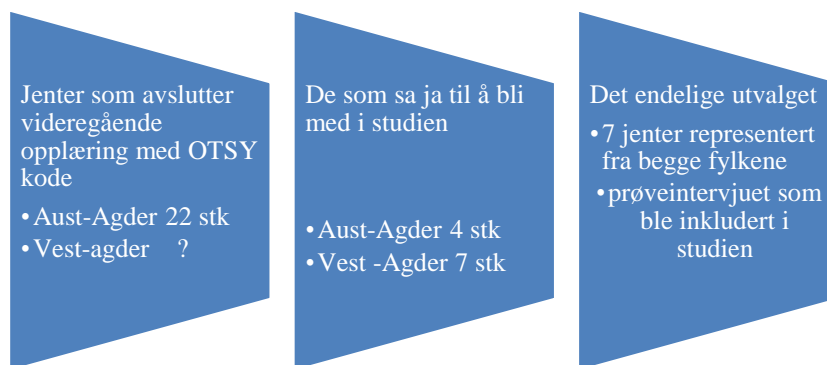 Jenter som avslutter
videregående
opplæring med OTSY
kode
•Aust-Agder 22 stk
•Vest-agder ?
De som sa ja til å bli
med i studien
•Aust-Agder 4 stk
•Vest -Agder 7 stk
Det endelige utvalget
•7 jenter representert
fra begge fylkene
•prøveintervjuet som
ble inkludert i
studien